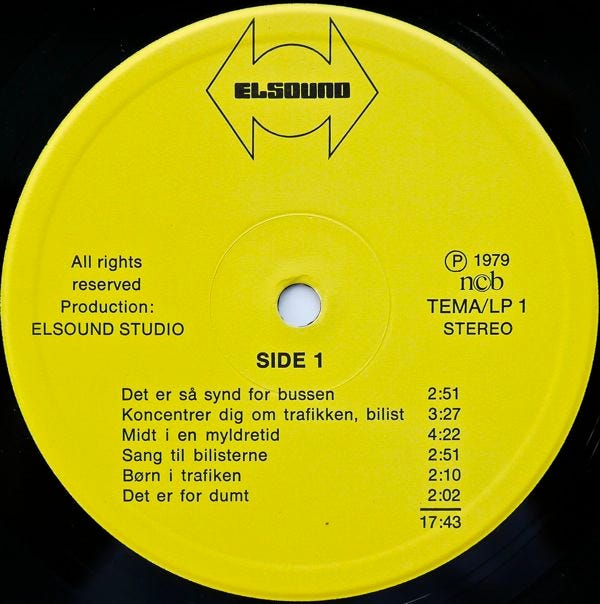 ELSOUND
All rights
reserved
Production:
ELSOUND STUDIO
Ⓟ 1979
ncb
TEMA/LP 1
STEREO
SIDE 1
Det er så synd for bussen 2:51
Koncentrer dig om trafikken, bilist 3:27
Midt i en myldretid 4:22
Sang til bilisterne 2:51
Børn i trafiken 2:10
Det er for dumt 2:02
17:43